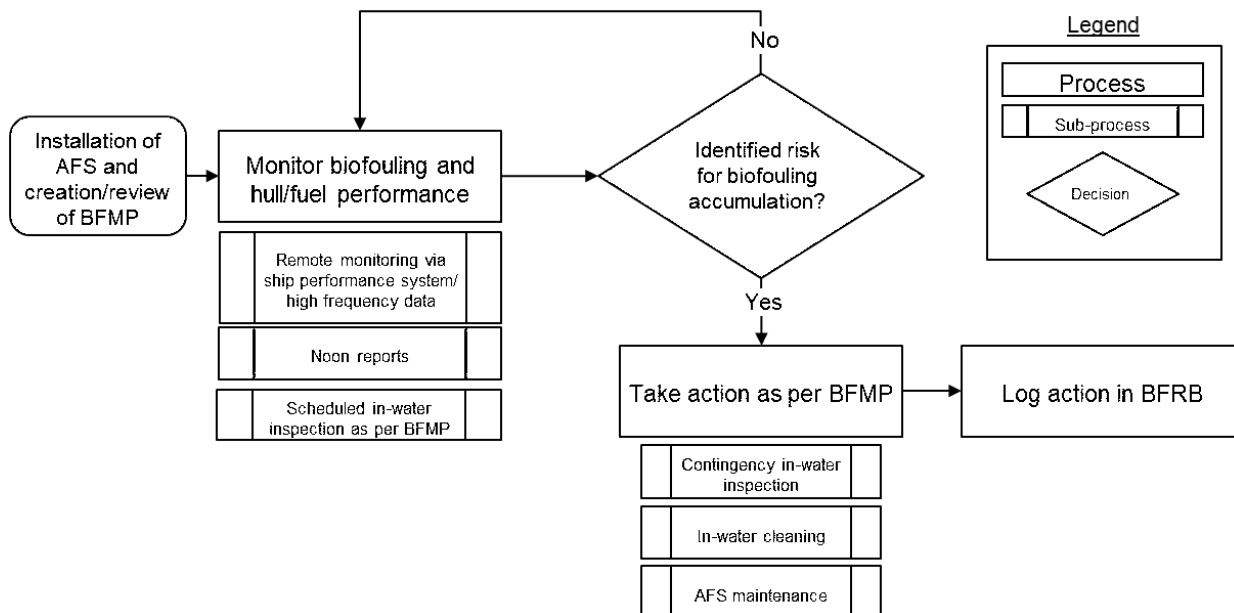 No
Legend
Process
Sub-process
Decision
Installation of
AFS and
creation/review
of BFMP
Monitor biofouling and
hull/fuel performance
Identified risk
for biofouling
accumulation?
Remote monitoring via
ship performance system/
high frequency data
Noon reports
Scheduled in-water
inspection as per BFMP
Yes
Take action as per BFMP
Log action in BFRB
Contingency in-water
inspection
In-water cleaning
AFS maintenance